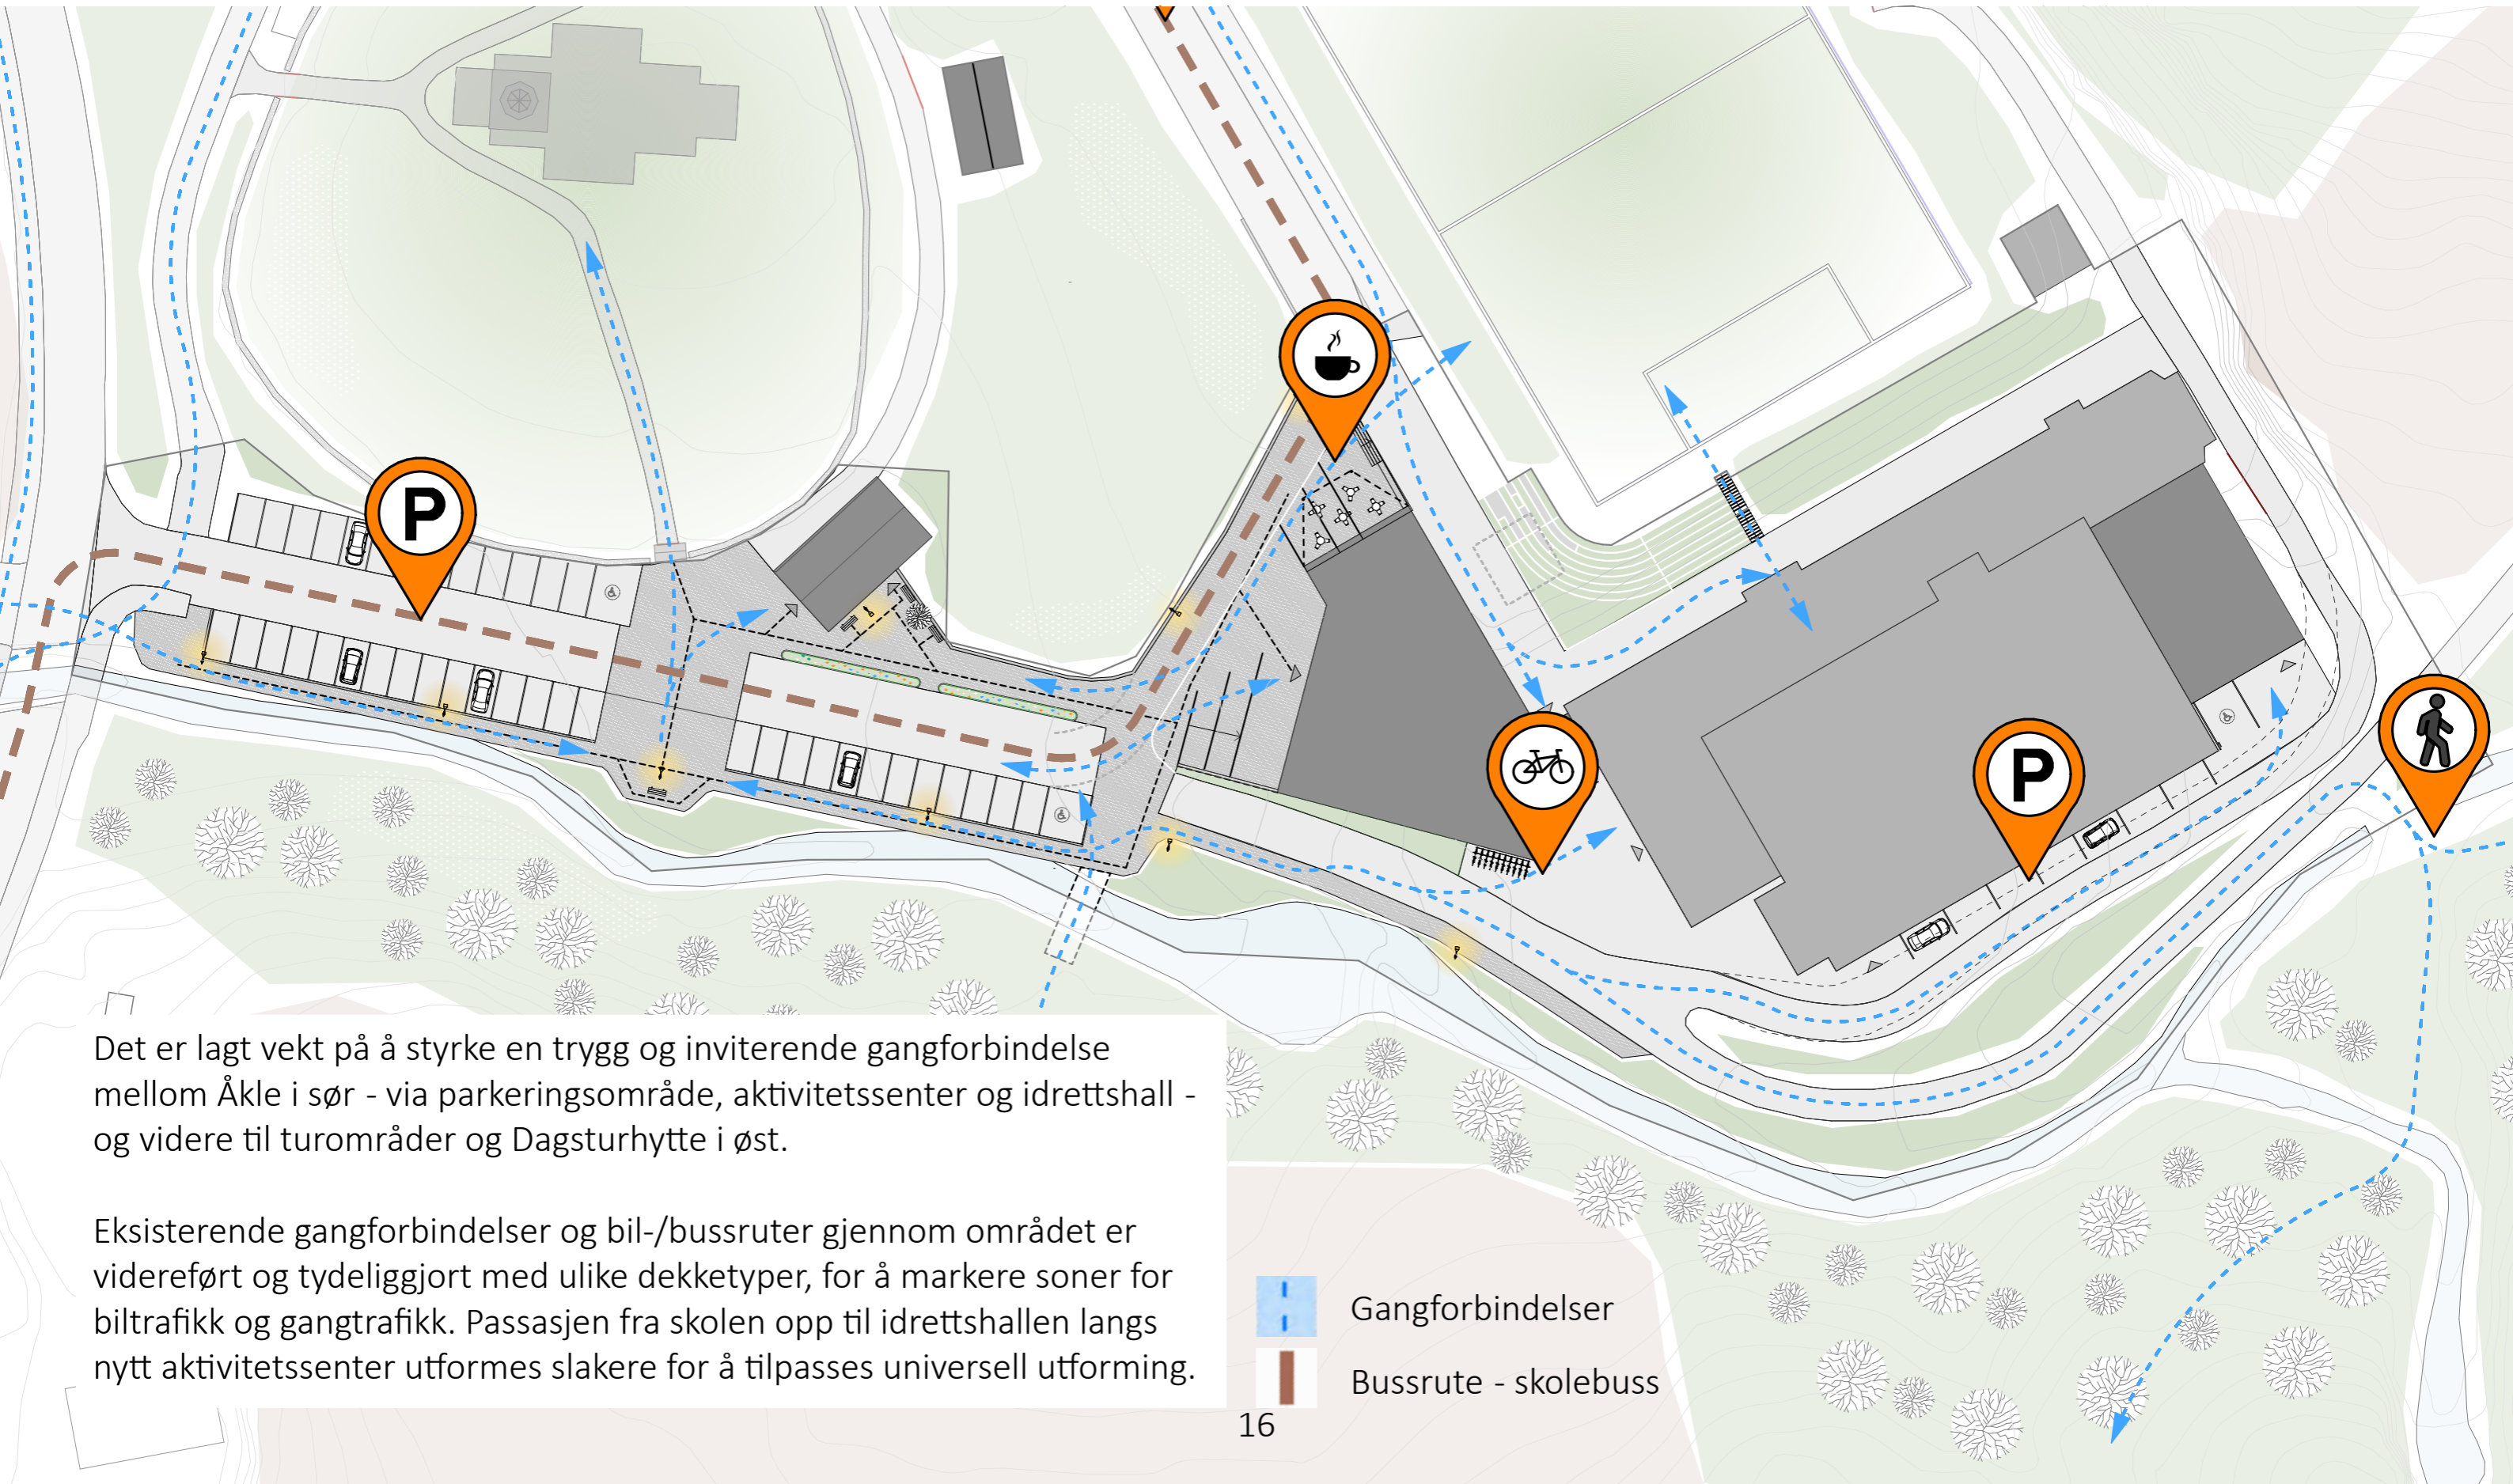 P
P
Det er lagt vekt på å styrke en trygg og inviterende gangforbindelse
mellom Åkle i sør - via parkeringsområde, aktivitetssenter og idrettshall -
og videre til turområder og Dagsturhytte i øst.
Eksisterende gangforbindelser og bil-/bussruter gjennom området er
videreført og tydeliggjort med ulike dekketyper, for å markere soner for
biltrafikk og gangtrafikk. Passasjen fra skolen opp til idrettshallen langs
nytt aktivitetssenter utformes slakere for å tilpasses universell utforming.
Gangforbindelser
Bussrute - skolebuss
16